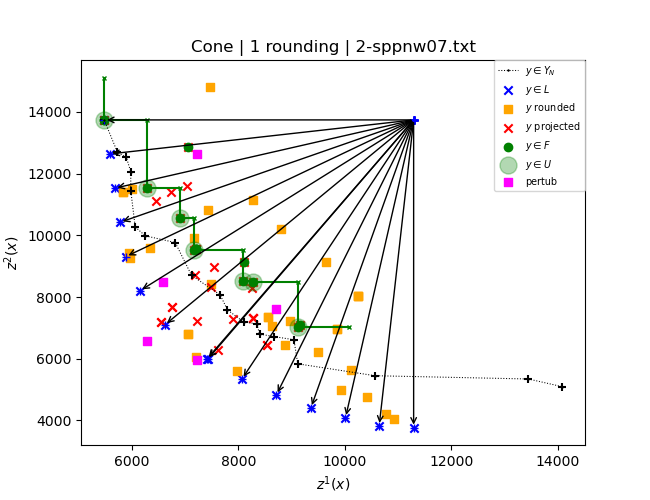 Cone | 1 rounding | 2-sppnw07.txt
y ∈ Y_N
y ∈ L
y rounded
y projected
y ∈ F
y ∈ U
pertub
z²(x)
14000
12000
10000
8000
6000
4000
6000 8000 10000 12000 14000
z¹(x)